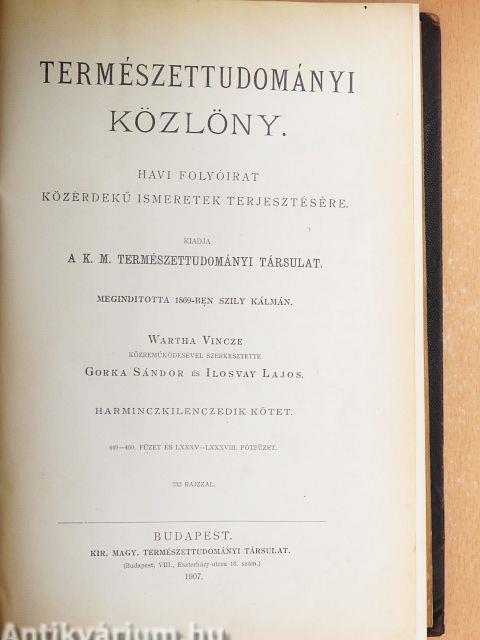 TERMÉSZETTUDOMÁNYI
KÖZLÖNY.
HAVI FOLYÓIRAT
KÖZÉRDEKŰ ISMERETEK TERJESZTÉSÉRE.
KIADJA
A K. M. TERMÉSZETTUDOMÁNYI TÁRSULAT.
MEGINDITOTTA 1869-BEN SZILY KÁLMÁN.
WARTHA VINCZE
KÖZREMŰKÖDÉSÉVEL SZERKESZTETTE
GORKA SÁNDOR ÉS ILOSVAY LAJOS.
HARMINCZKILENCZEDIK KÖTET.
449—460. FÜZET ÉS LXXXV—LXXXVIII. PÓTFÜZET.
232 RAJZZAL.
BUDAPEST.
KIR. MAGY. TERMÉSZETTUDOMÁNYI TÁRSULAT.
(Budapest, VIII., Eszterházy-utcza 16. szám.)
1907.
Antikvárium.hu